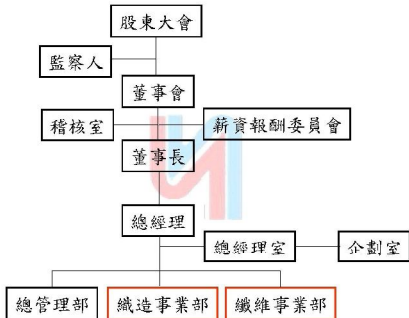 股東大會
監察人
董事會
稽核室
薪資報酬委員會
董事長
總經理
總經理室
企劃室
總管理部
織造事業部
纖維事業部